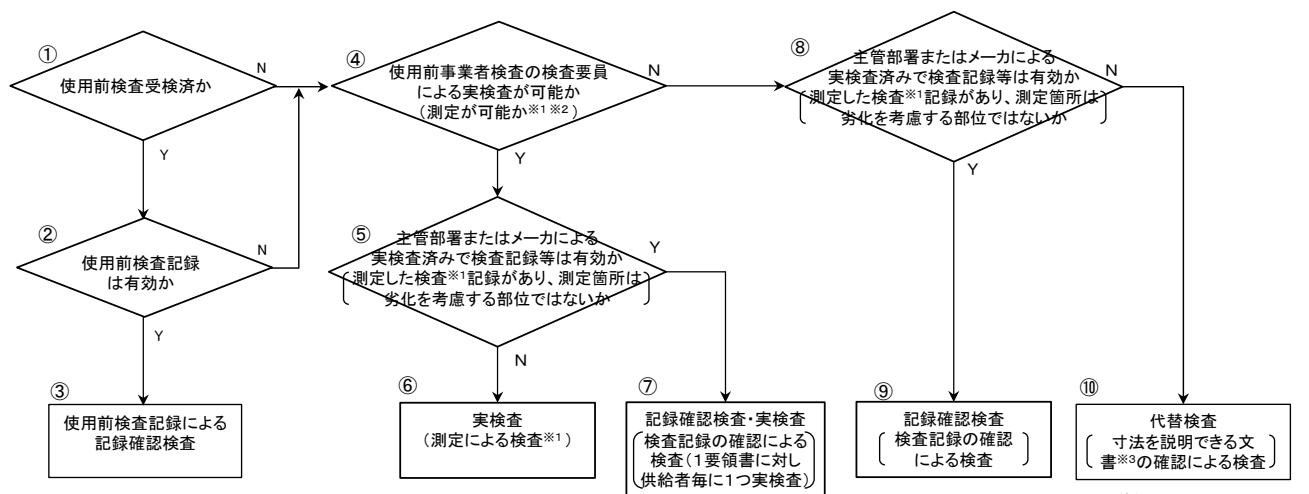 ①
使用前検査受検済か
N
Y
②
使用前検査記録
は有効か
N
Y
③
使用前検査記録による
記録確認検査
④
使用前事業者検査の検査要員
による実検査が可能か
(測定が可能か※1 ※2)
N
Y
⑤
主管部署またはメーカによる
実検査済みで検査記録等は有効か
測定した検査※1記録があり、測定箇所は
劣化を考慮する部位ではないか
Y
N
⑥
実検査
(測定による検査※1)
⑦
記録確認検査・実検査
検査記録の確認による
検査(1要領書に対し
供給者毎に1つ実検査)
⑧
主管部署またはメーカによる
実検査済みで検査記録等は有効か
測定した検査※1記録があり、測定箇所は
劣化を考慮する部位ではないか
N
Y
⑨
記録確認検査
検査記録の確認
による検査
⑩
代替検査
寸法を説明できる文
書※3の確認による検査